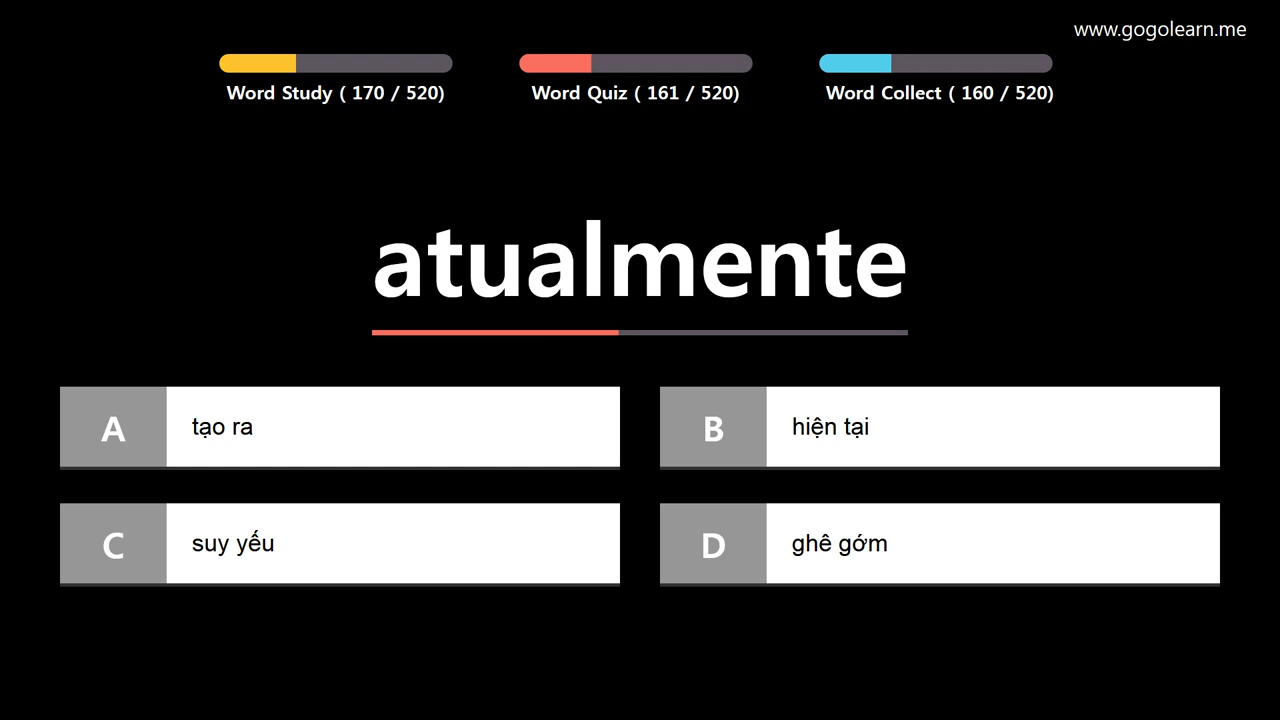 www.gogolearn.me
Word Study ( 170 / 520)
Word Quiz ( 161 / 520)
Word Collect ( 160 / 520)
atualmente
A
tạo ra
B
hiện tại
C
suy yếu
D
ghê gớm